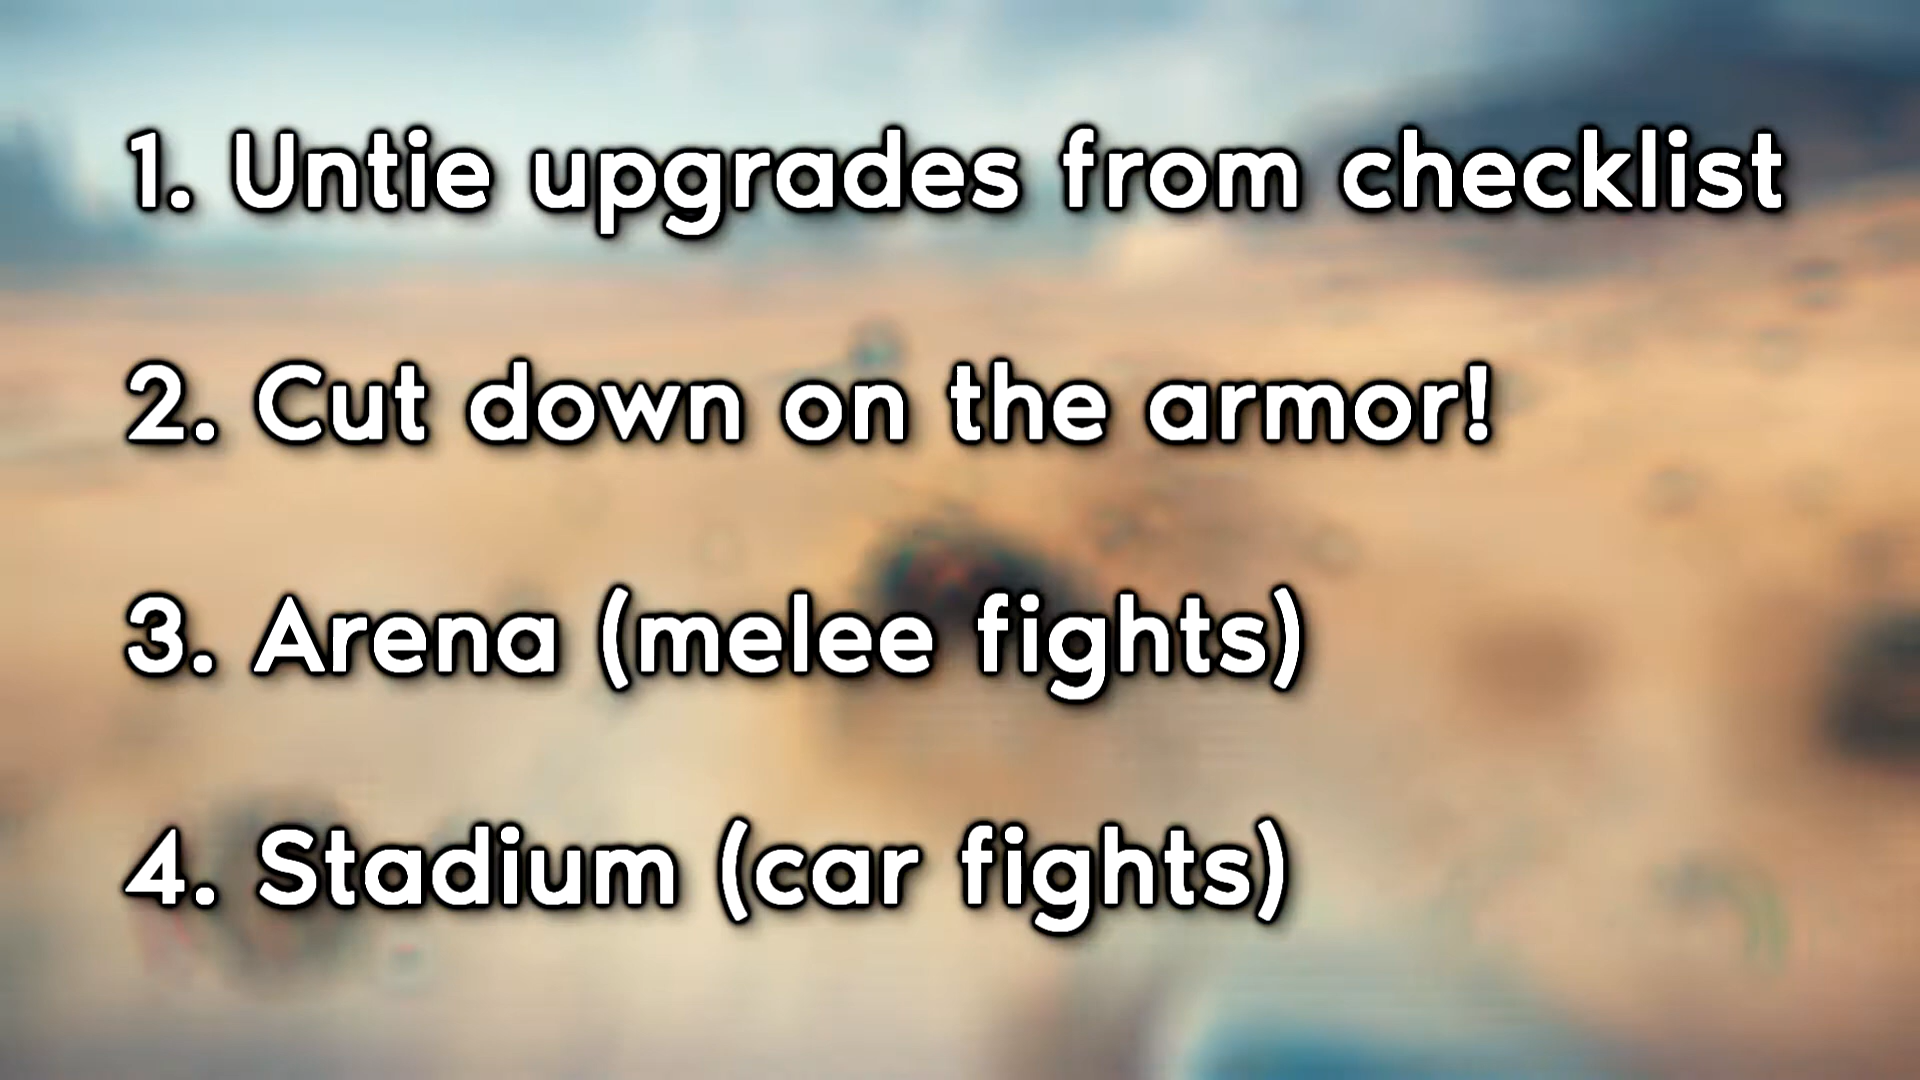 1. Untie upgrades from checklist
2. Cut down on the armor!
3. Arena (melee fights)
4. Stadium (car fights)